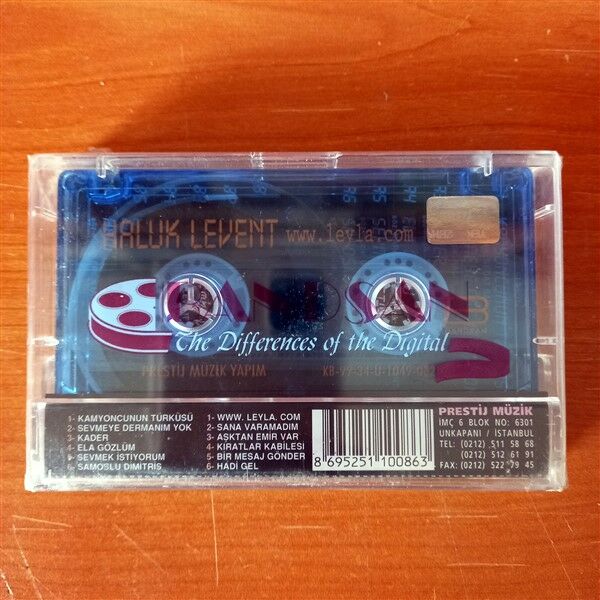 HALUK LEVENT www.leyla.com
The Differences of the Digital
PRESTİJ MÜZİK YAPIM
1- KAMYONCUNUN TÜRKÜSÜ
2- SEVMEYE DERMANIM YOK
3- KADER
4- ELA GÖZLÜM
5- SEVMEK İSTİYORUM
6- SAMOSLU DIMITRIS
1- WWW. LEYLA. COM
2- SANA VARAMADIM
3- AŞKTAN EMİR VAR
4- KIRATLAR KABİLESİ
5- BİR MESAJ GÖNDER
6- HADİ GEL
8 695251 100863
PRESTİJ MÜZİK
İMÇ 6 BLOK NO: 6301
UNKAPANI / İSTANBUL
TEL: (0212) 511 58 68
(0212) 512 61 91
FAX: (0212) 522 79 45